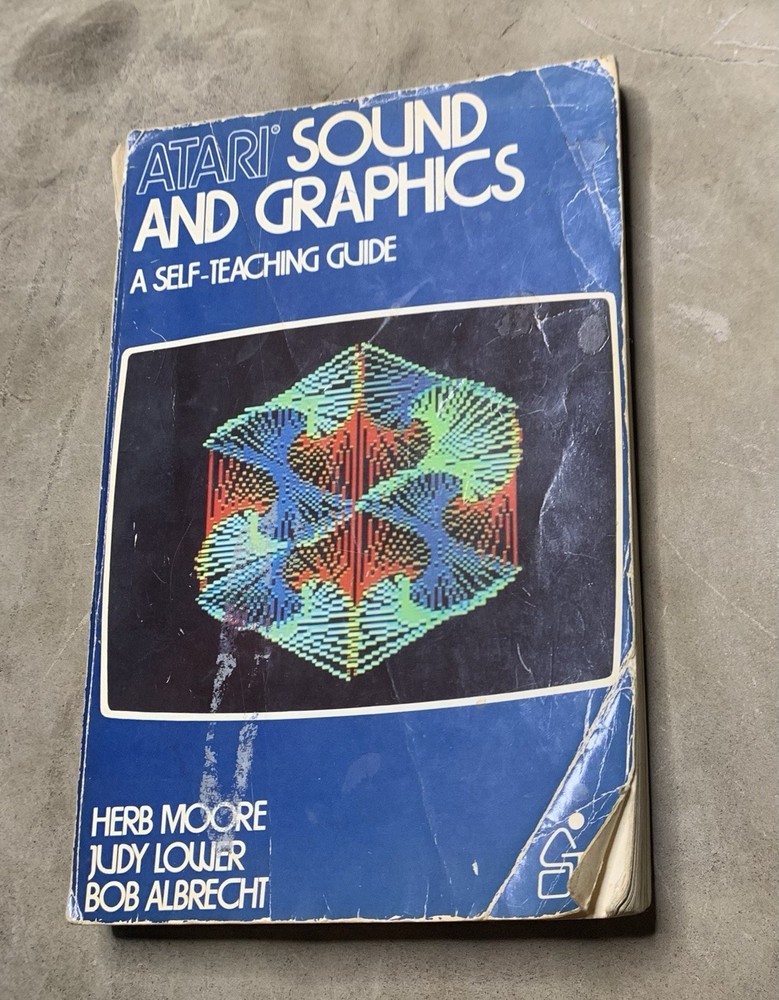 ATARI® SOUND
AND GRAPHICS
A SELF-TEACHING GUIDE
HERB MOORE
JUDY LOWER
BOB ALBRECHT